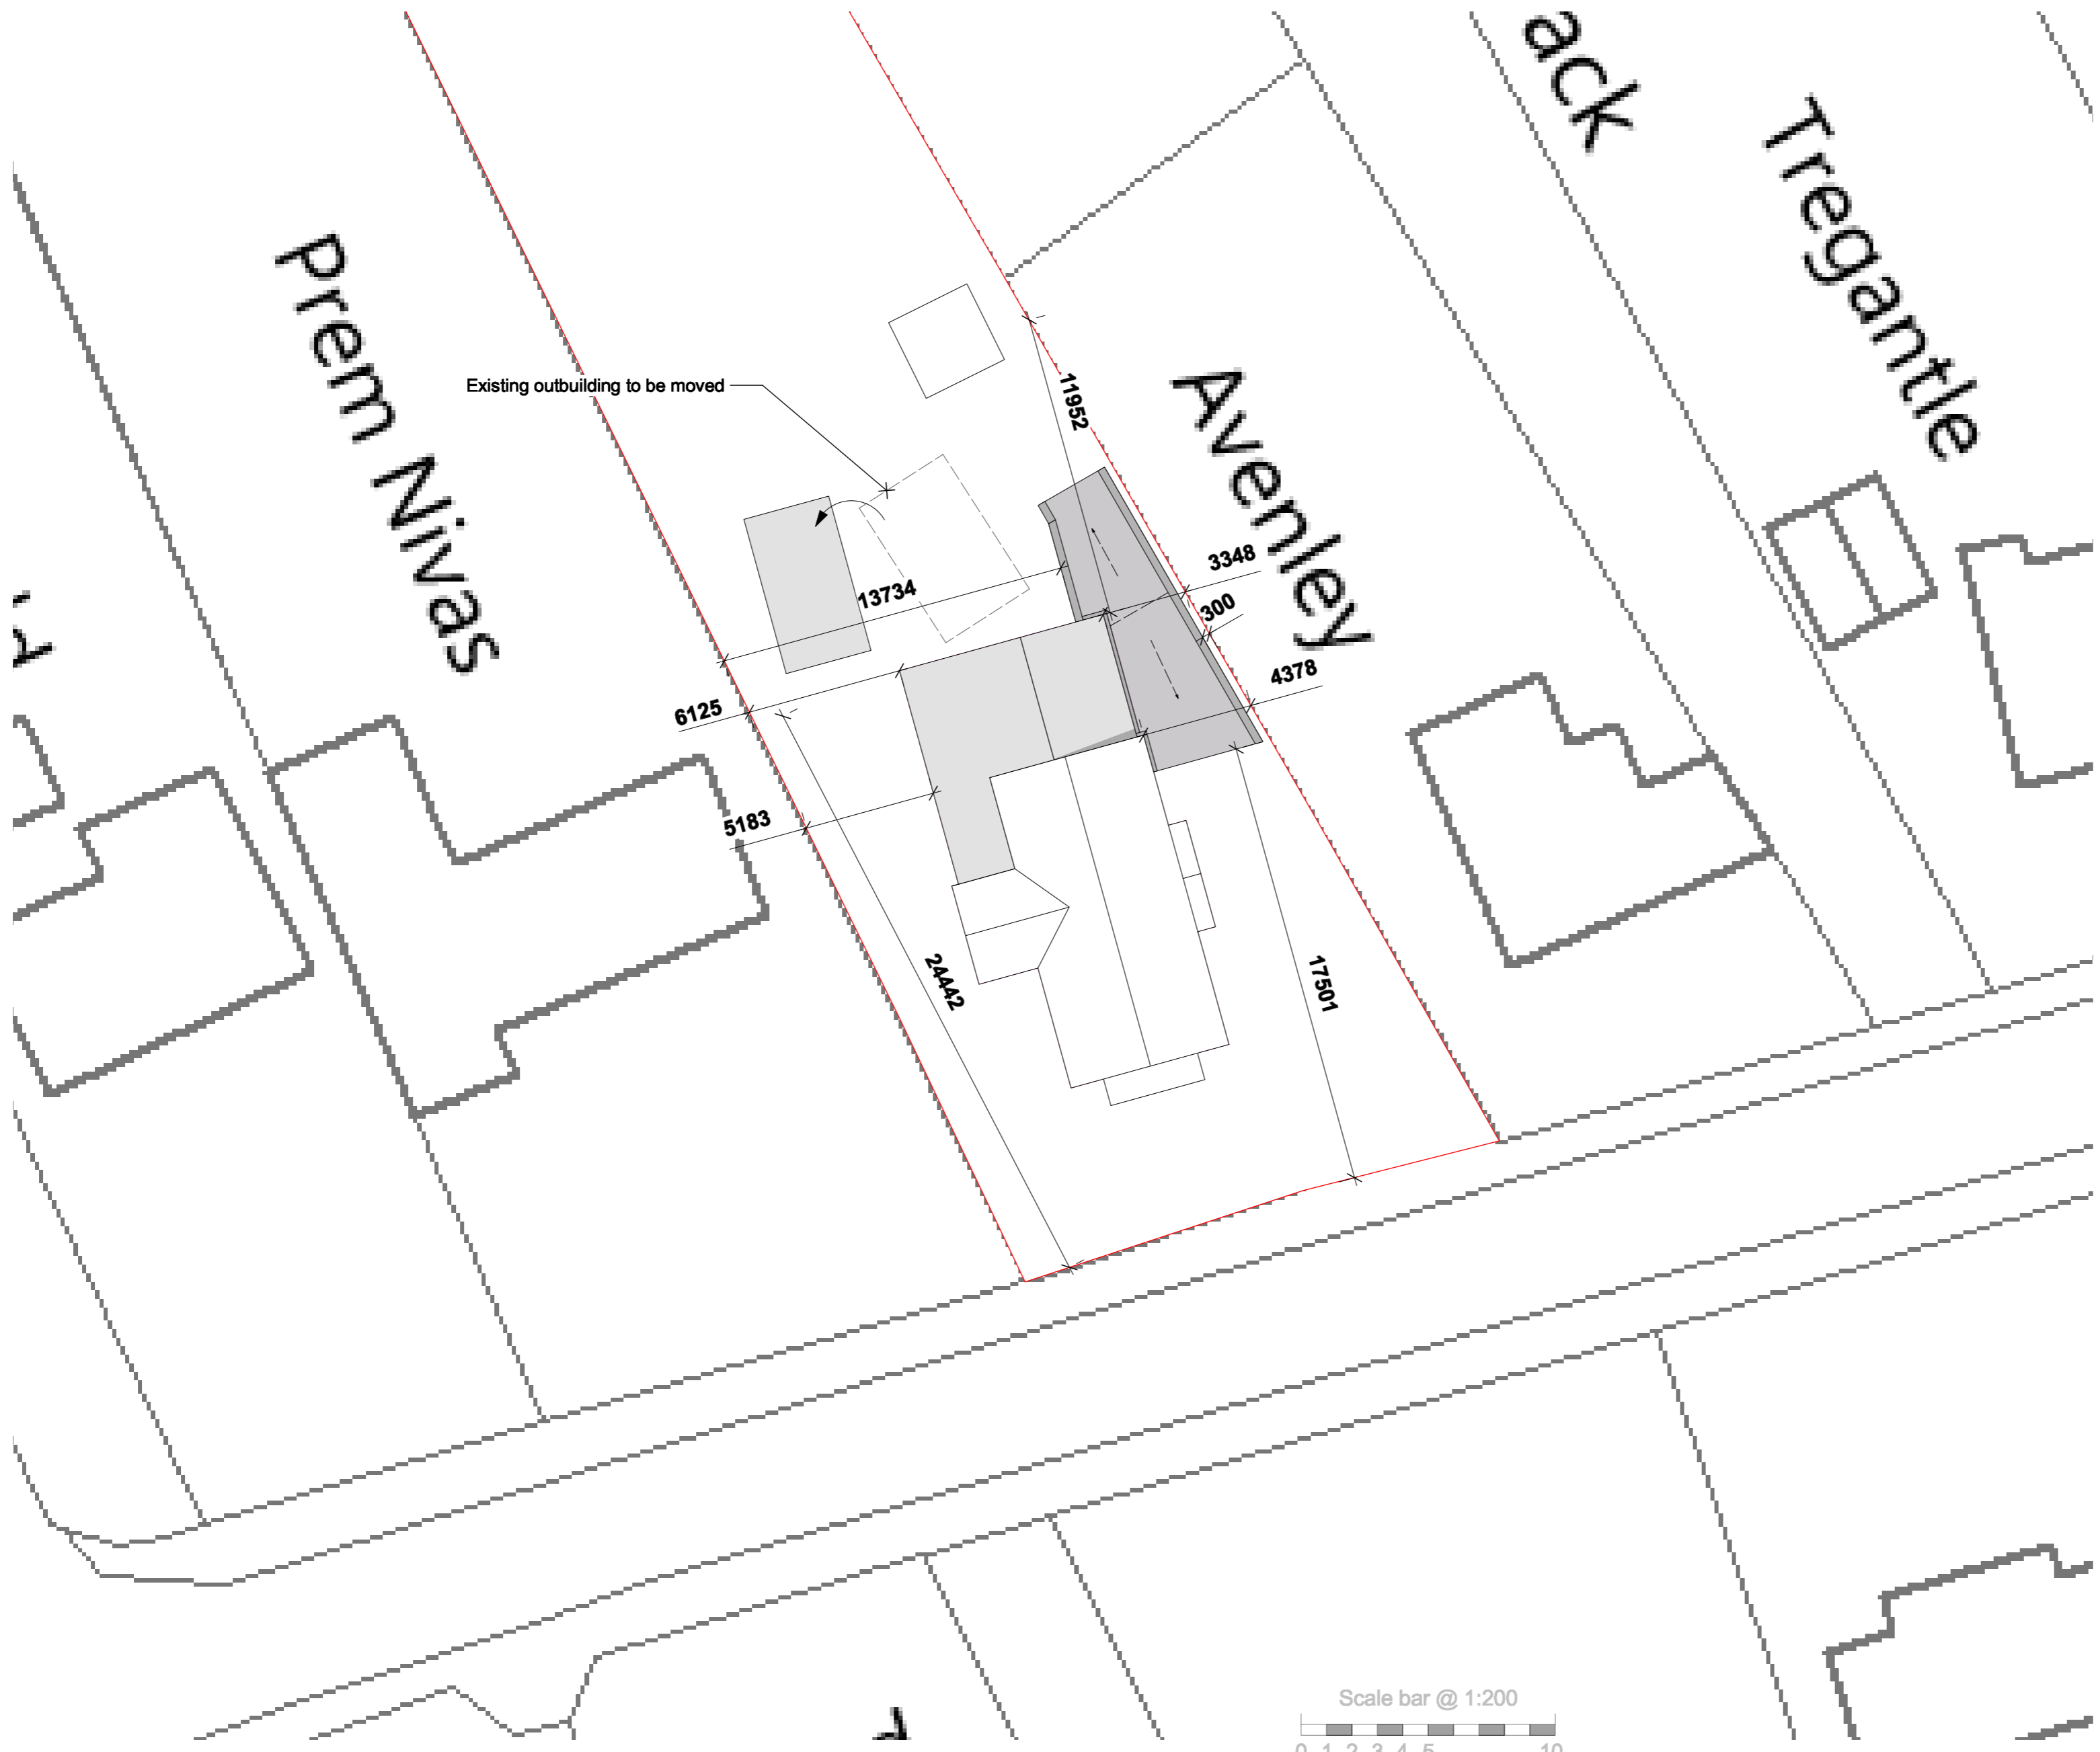 ack
Tregantle
Prem Nivas
Existing outbuilding to be moved
11952
Avenley
3348
13734
300
4378
6125
5183
24442
17501
Scale bar @ 1:200
0 1 2 3 4 5 10